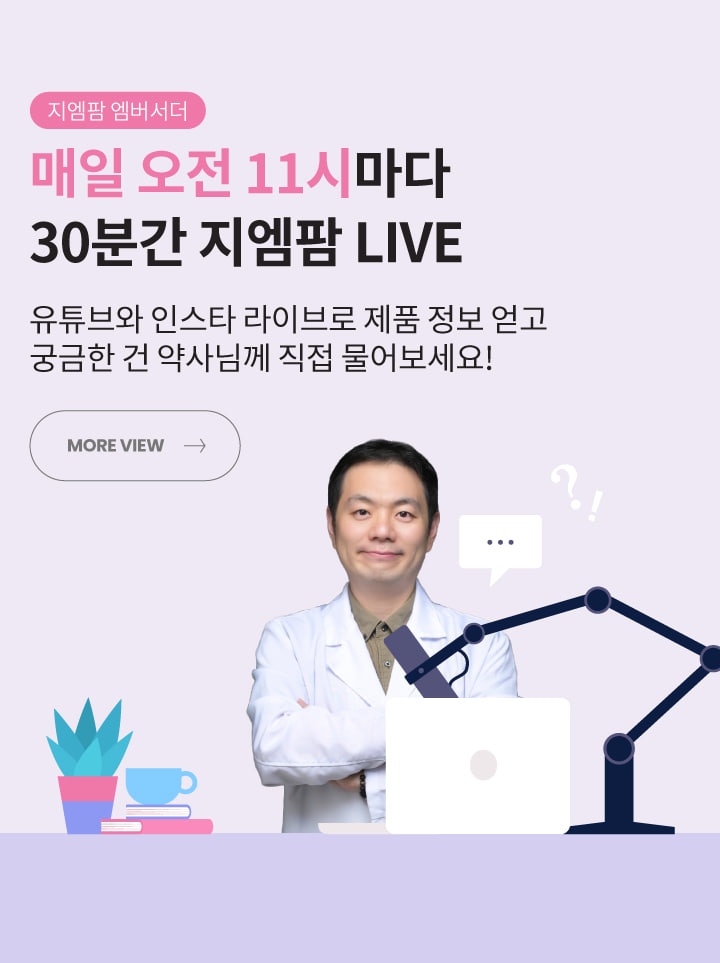 지엠팜 엠버서더
매일 오전 11시마다
30분간 지엠팜 LIVE
유튜브와 인스타 라이브로 제품 정보 얻고
궁금한 건 약사님께 직접 물어보세요!
MORE VIEW →
?!
...